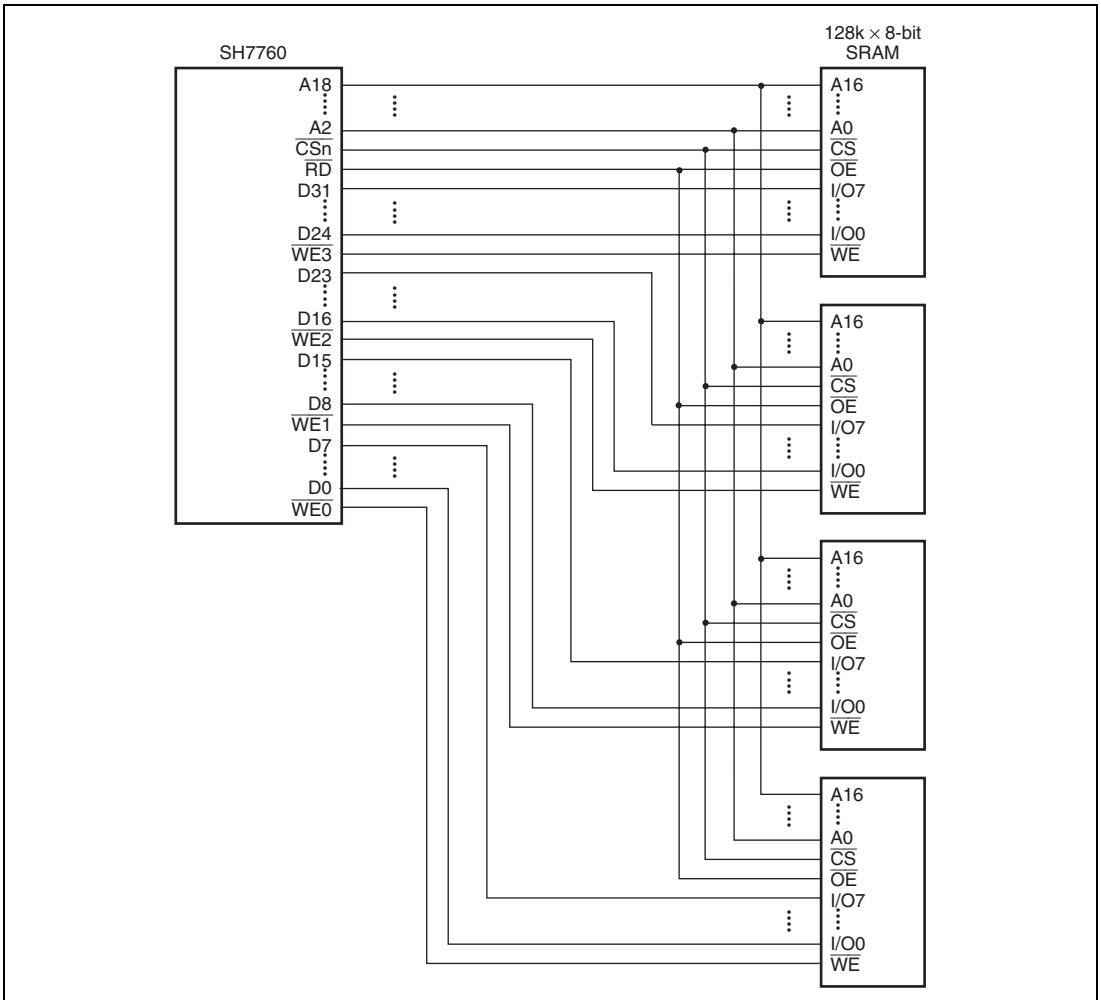 SH7760
A18
A2
CSn
RD
D31
D24
WE3
D23
D16
WE2
D15
D8
WE1
D7
D0
WE0
128k × 8-bit
SRAM
A16
A0
CS
OE
I/O7
I/O0
WE
A16
A0
CS
OE
I/O7
I/O0
WE
A16
A0
CS
OE
I/O7
I/O0
WE
A16
A0
CS
OE
I/O7
I/O0
WE